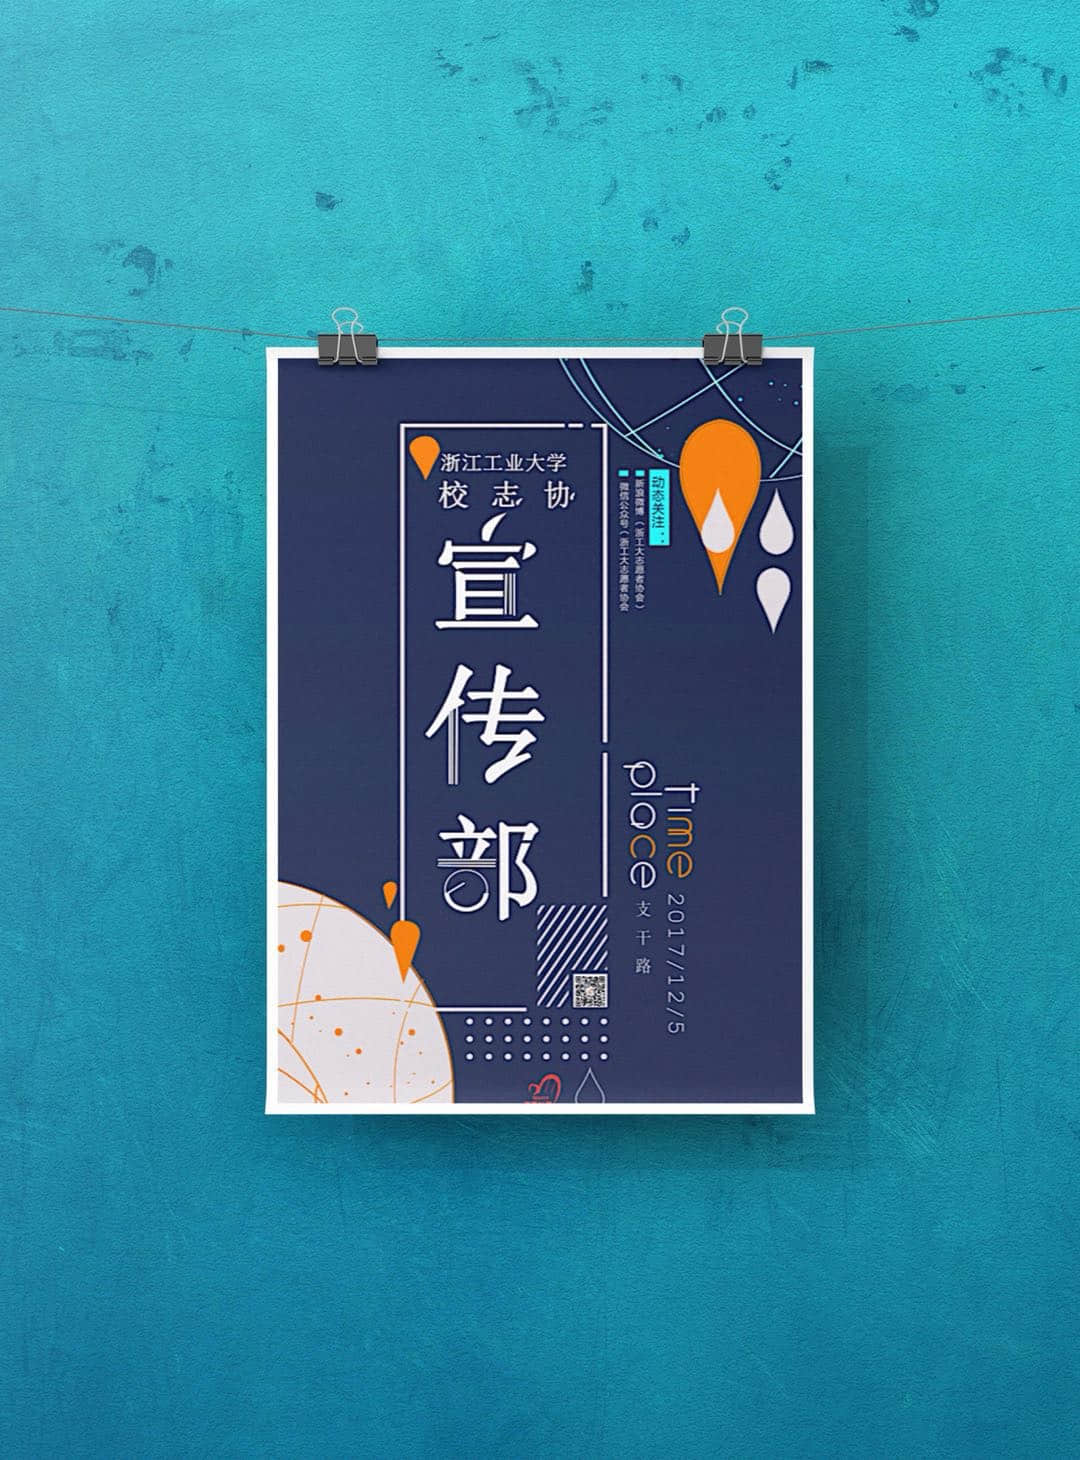 浙江工业大学
校志协
宣传部
动态关注：
新浪微博（浙工大志愿者协会）
微信公众号（浙工大志愿者协会
time 2017/12/5
place 支干路